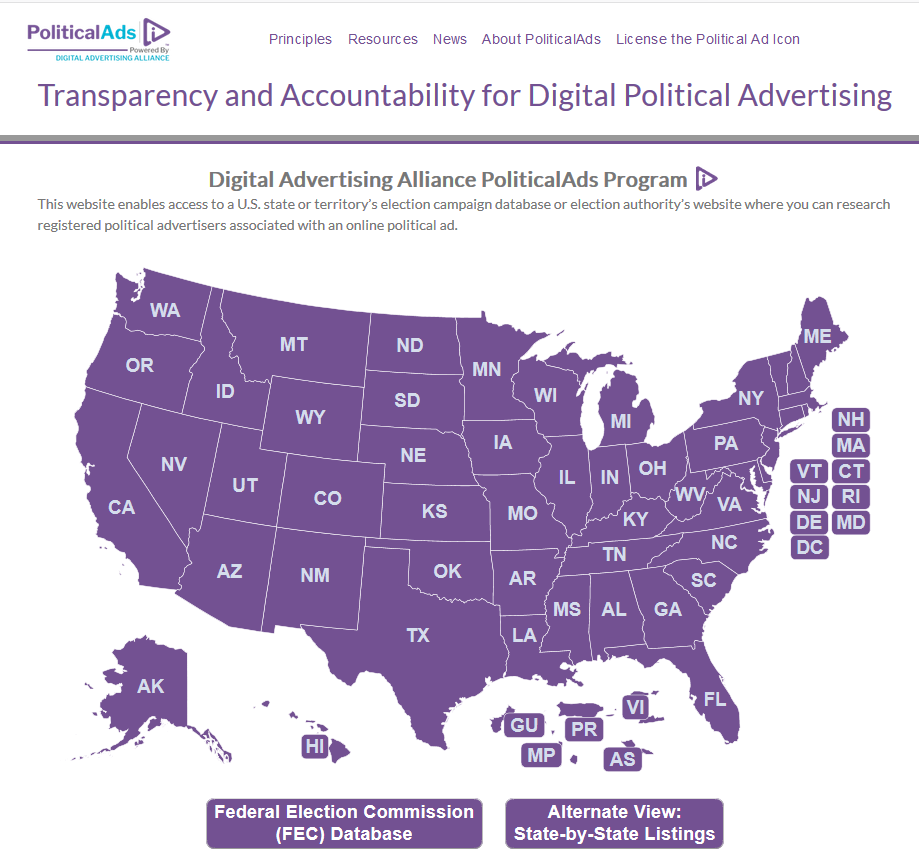 PoliticalAds
Powered By
DIGITAL ADVERTISING ALLIANCE
Principles Resources News About PoliticalAds License the Political Ad Icon
Transparency and Accountability for Digital Political Advertising
Digital Advertising Alliance PoliticalAds Program
This website enables access to a U.S. state or territory's election campaign database or election authority's website where you can research
registered political advertisers associated with an online political ad.
WA
MT
ND
ME
OR
MN
ID
SD
WI
NY
WY
MI
NH
IA
PA
MA
NE
NV
OH
VT CT
UT
IL
IN
CO
WV
NJ RI
VA
CA
KS
MO
KY
DE MD
NC
DC
TN
AZ
NM
OK
AR
SC
MS
AL
GA
TX
LA
AK
FL
VI
GU
PR
HI
MP
AS
Federal Election Commission
(FEC) Database
Alternate View:
State-by-State Listings